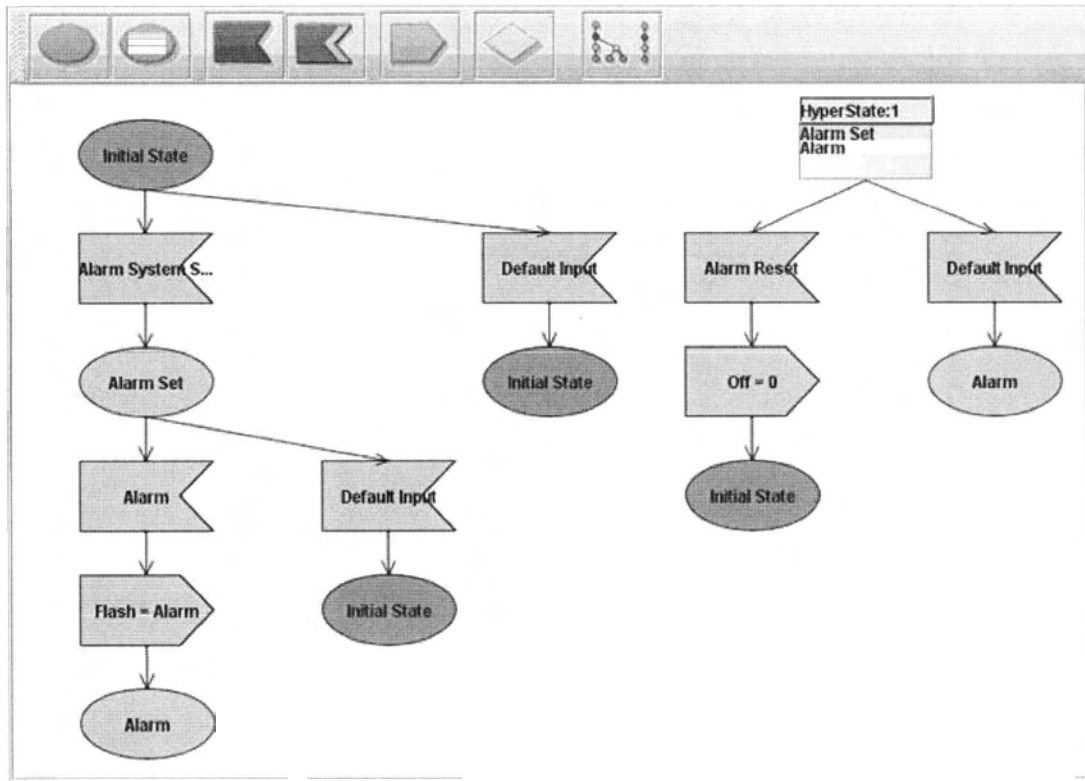 HyperState:1
Alarm Set
Alarm
Initial State
Alarm System S...
Default Input
Alarm Reset
Default Input
Alarm Set
Initial State
Off = 0
Alarm
Alarm
Default Input
Initial State
Flash = Alarm
Initial State
Alarm